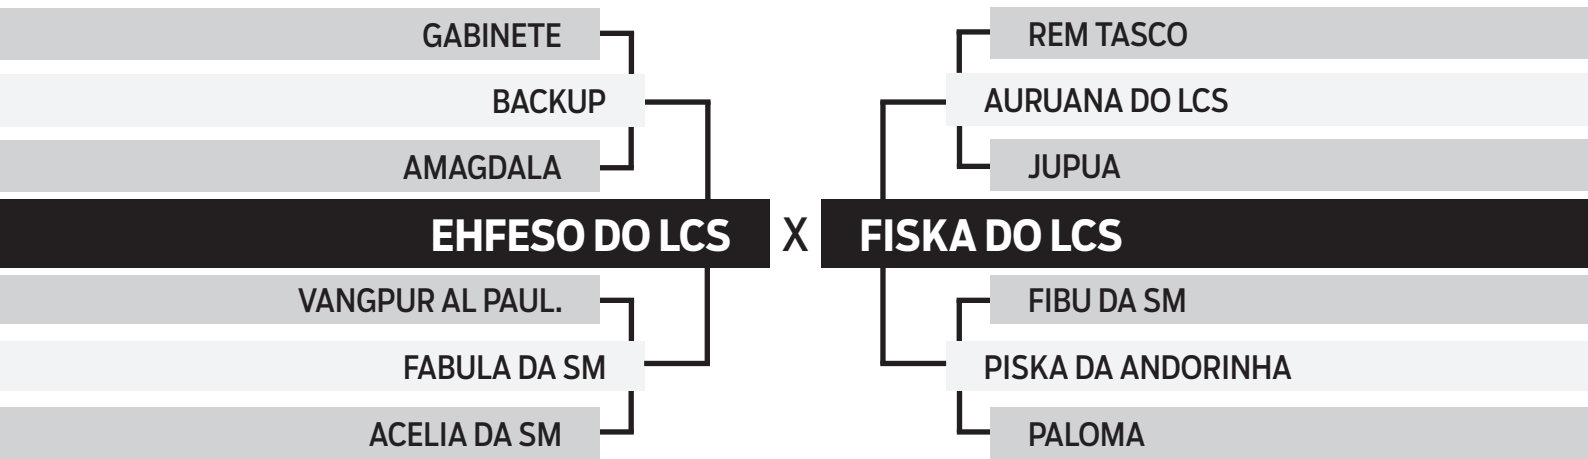 GABINETE
BACKUP
AMAGDALA
EHFESO DO LCS
VANGPUR AL PAUL.
FABULA DA SM
ACELIA DA SM
X
REM TASCO
AURUANA DO LCS
JUPUA
FISKA DO LCS
FIBU DA SM
PISKA DA ANDORINHA
PALOMA